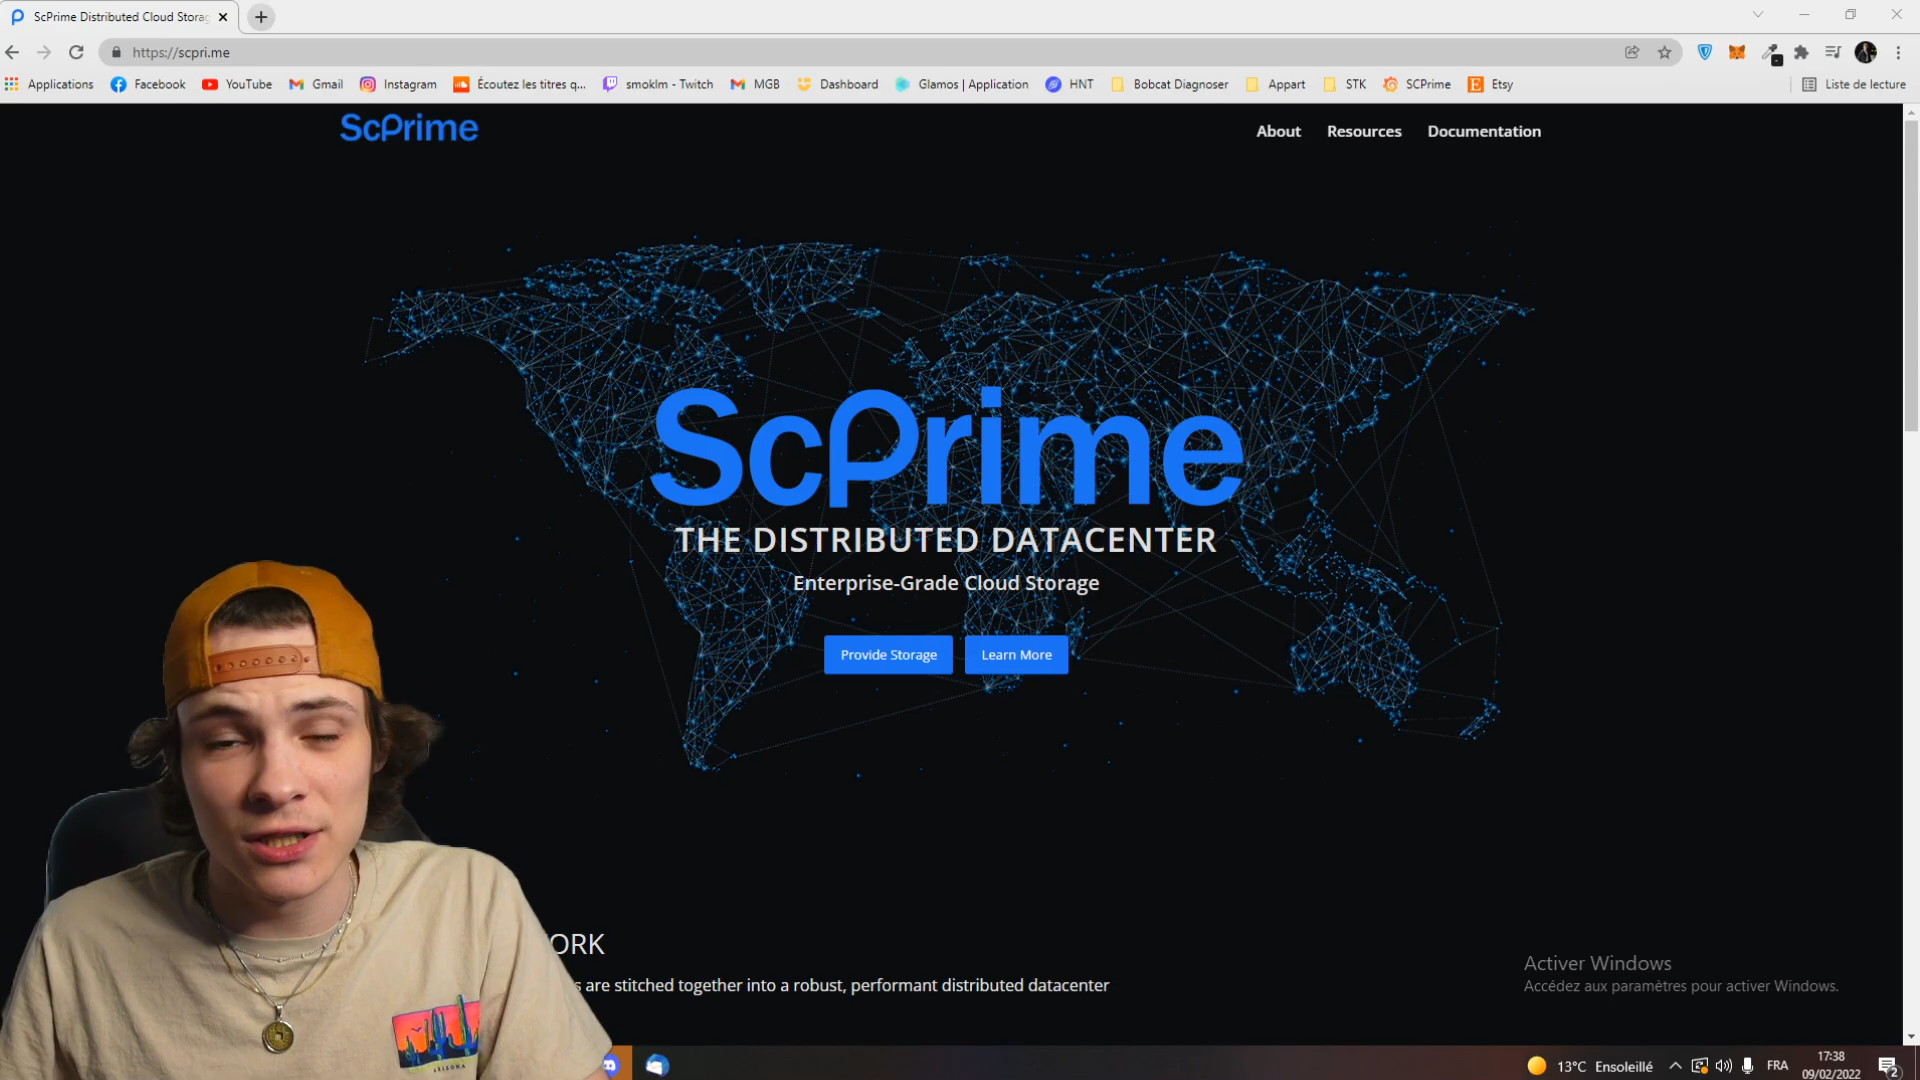 ScPrime Distributed Cloud Storag
https://scpri.me
Applications Facebook YouTube Gmail Instagram Écoutez les titres q... smoklm - Twitch MGB Dashboard Glamos | Application HNT Bobcat Diagnoser Appart STK SCPrime Etsy Liste de lecture
ScPrime About Resources Documentation
ScPrime
THE DISTRIBUTED DATACENTER
Enterprise-Grade Cloud Storage
Provide Storage Learn More
ORK
s are stitched together into a robust, performant distributed datacenter
Activer Windows
Accédez aux paramètres pour activer Windows.
ARIZONA
13°C Ensoleillé FRA 17:38
09/02/2022 2